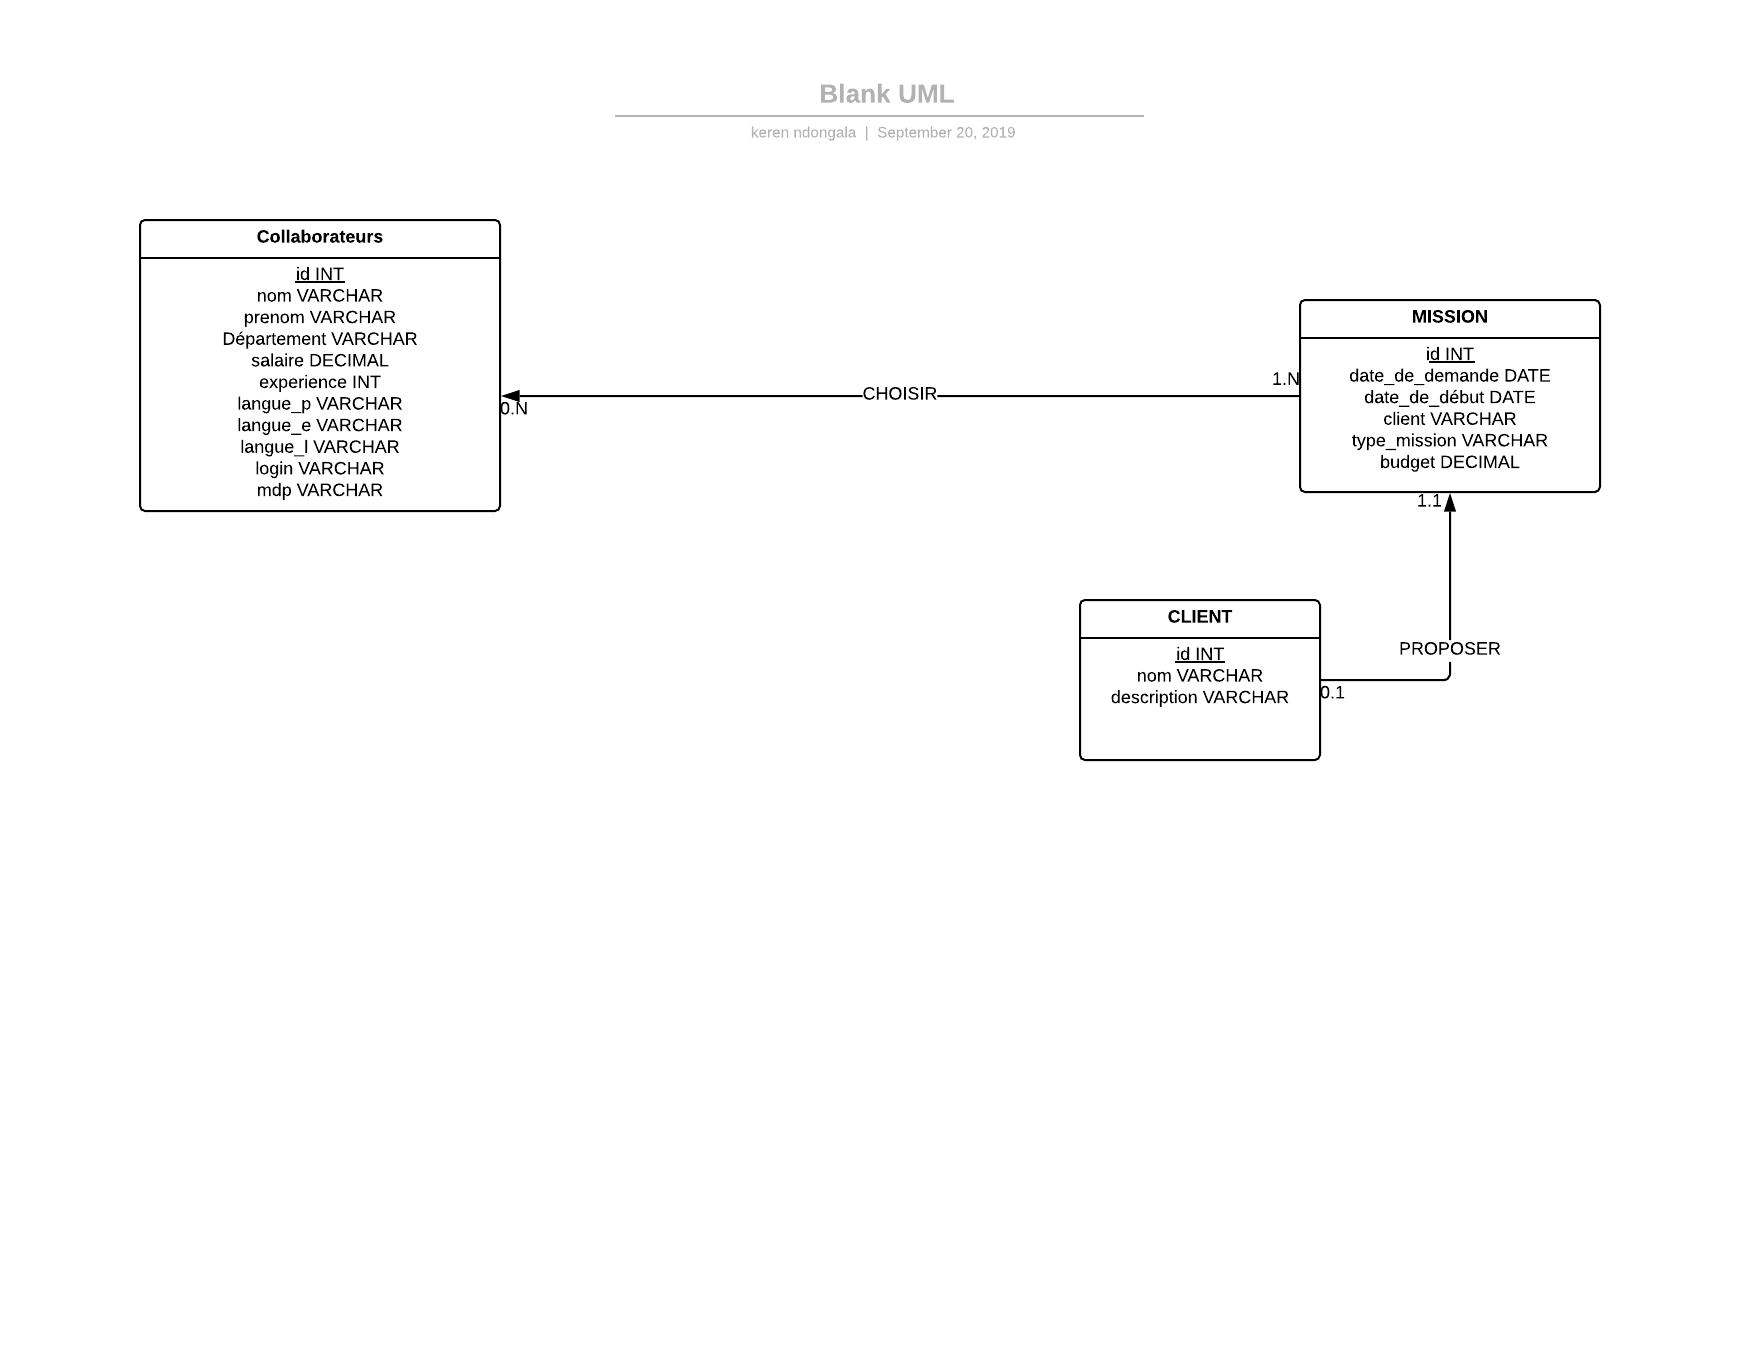 Blank UML
keren ndongala | September 20, 2019
Collaborateurs
id INT
nom VARCHAR
prenom VARCHAR
Département VARCHAR
salaire DECIMAL
experience INT
langue_p VARCHAR
langue_e VARCHAR
langue_l VARCHAR
login VARCHAR
mdp VARCHAR
0.N
CHOISIR
1.N
MISSION
id INT
date_de_demande DATE
date_de_début DATE
client VARCHAR
type_mission VARCHAR
budget DECIMAL
1.1
PROPOSER
0.1
CLIENT
id INT
nom VARCHAR
description VARCHAR